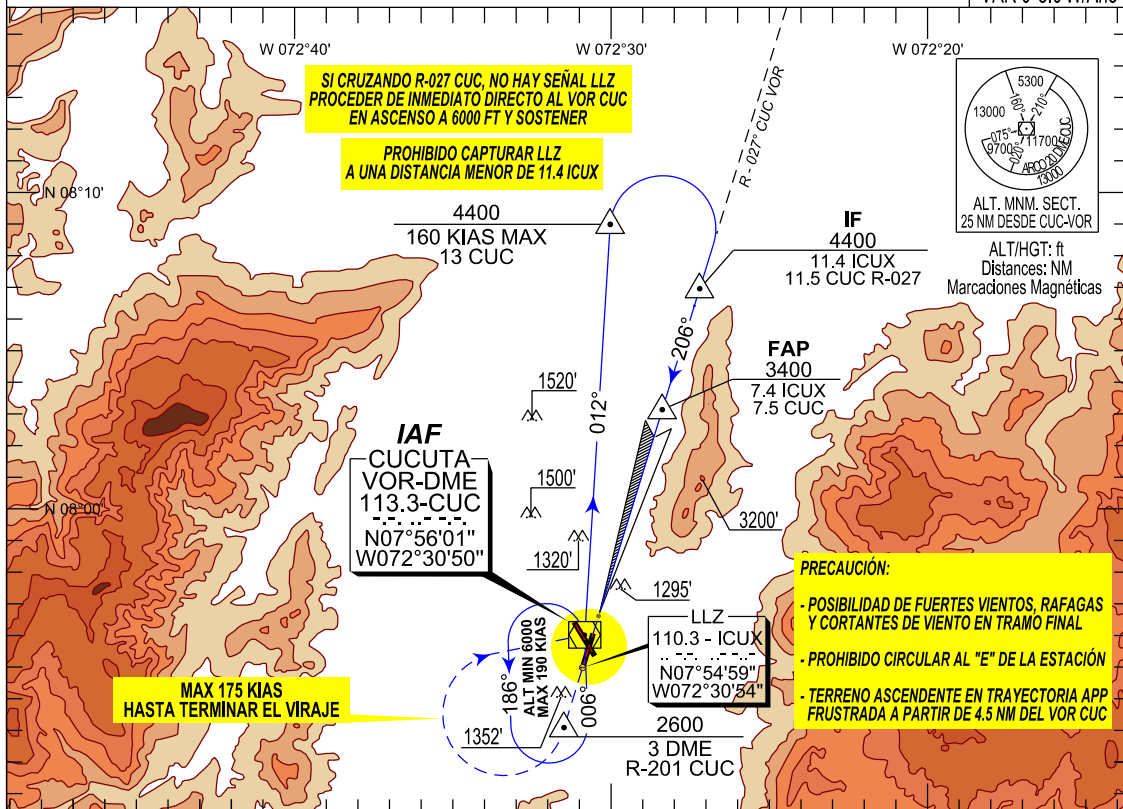 VAR 6°
W 072°40'
W 072°30'
W 072°20'
SI CRUZANDO R-027 CUC, NO HAY SEÑAL LLZ
PROCEDER DE INMEDIATO DIRECTO AL VOR CUC
EN ASCENSO A 6000 FT Y SOSTENER
PROHIBIDO CAPTURAR LLZ
A UNA DISTANCIA MENOR DE 11.4 ICUX
R - 027° CUC VOR
5300
160°
210°
13000
075°
11700
9700
020°
ARCO 20 DME CUC
13000
ALT. MNM. SECT.
25 NM DESDE CUC-VOR
ALT/HGT: ft
Distances: NM
Marcaciones Magnéticas
N 08°10'
4400
160 KIAS MAX
13 CUC
IF
4400
11.4 ICUX
11.5 CUC R-027
206°
FAP
3400
7.4 ICUX
7.5 CUC
012°
1520'
1500'
1320'
1295'
3200'
IAF
CUCUTA
VOR-DME
113.3-CUC
-.-. ..- -.-.
N07°56'01"
W072°30'50"
N 08°00'
LLZ
110.3 - ICUX
N07°54'59"
W072°30'54"
PRECAUCIÓN:
- POSIBILIDAD DE FUERTES VIENTOS, RAFAGAS
Y CORTANTES DE VIENTO EN TRAMO FINAL
- PROHIBIDO CIRCULAR AL "E" DE LA ESTACIÓN
- TERRENO ASCENDENTE EN TRAYECTORIA APP
FRUSTRADA A PARTIR DE 4.5 NM DEL VOR CUC
MAX 175 KIAS
HASTA TERMINAR EL VIRAJE
186°
ALT MIN 6000
MAX 190 KIAS
006°
1352'
2600
3 DME
R-201 CUC